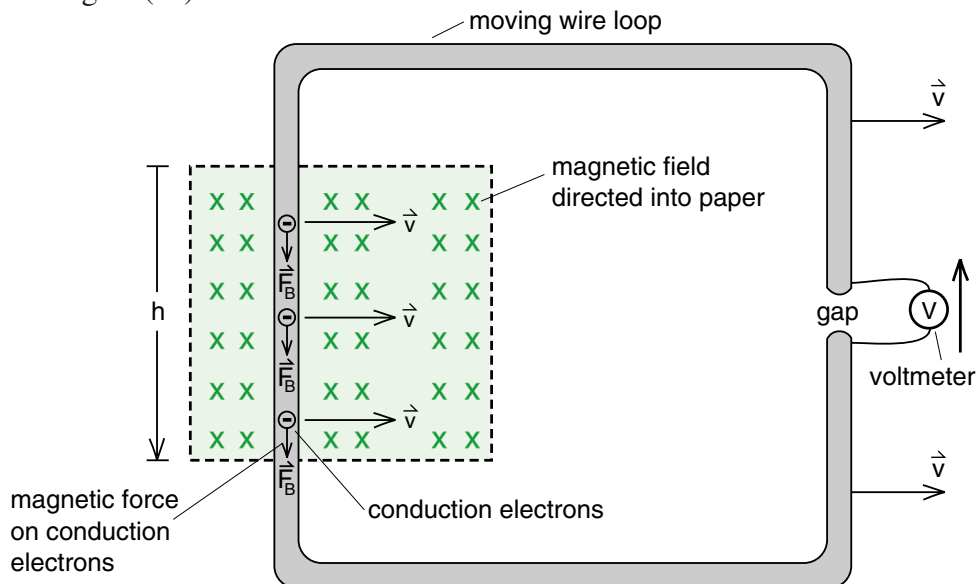 moving wire loop
v
magnetic field
directed into paper
X X X X X X
v
X X X X X X
F_B
X X X X X X
h
v
gap
V
X X X X X X
F_B
voltmeter
X X X X X X
v
X X X X X X
F_B
v
magnetic force
on conduction
electrons
conduction electrons